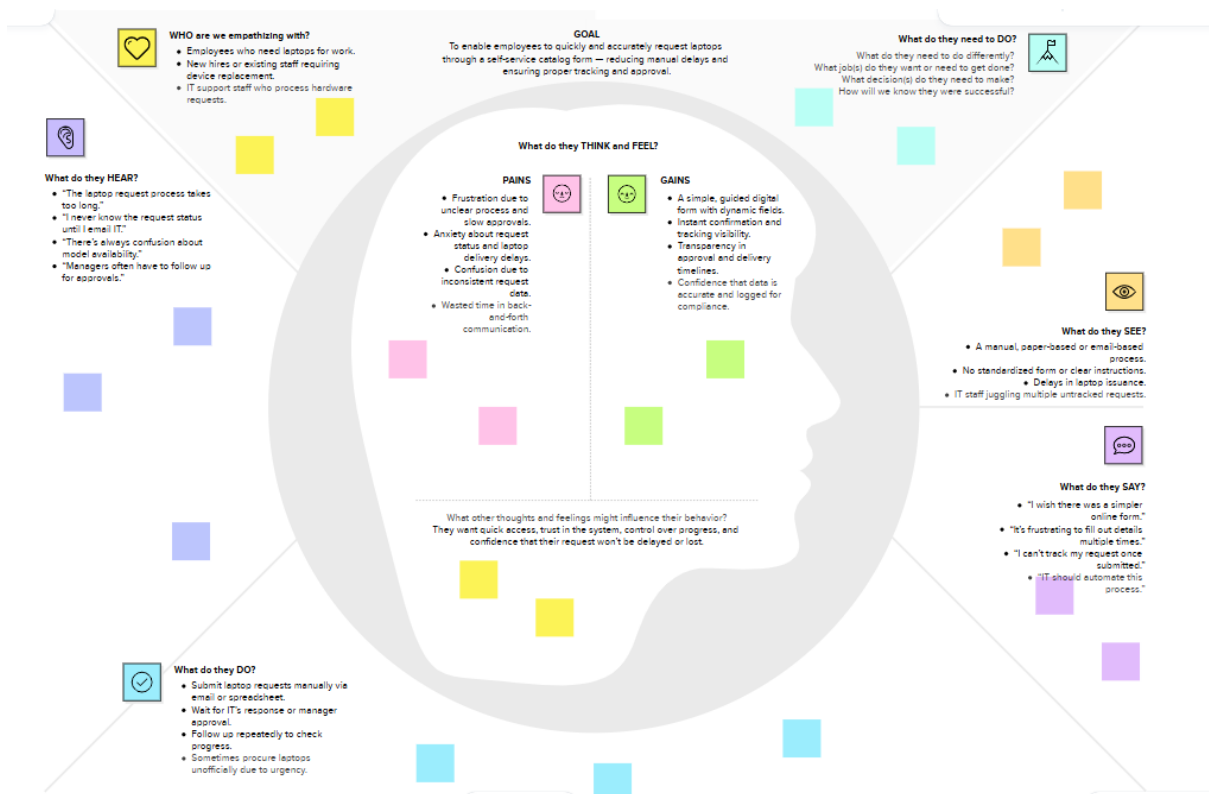 WHO are we empathizing with?
• Employees who need laptops for work.
• New hires or existing staff requiring
device replacement.
• IT support staff who process hardware
requests.
GOAL
To enable employees to quickly and accurately request laptops
through a self-service catalog form — reducing manual delays and
ensuring proper tracking and approval.
What do they need to DO?
What do they need to do differently?
What job(s) do they want or need to get done?
What decision(s) do they need to make?
How will we know they were successful?
What do they HEAR?
• “The laptop request process takes
too long.”
• “I never know the request status
until I email IT.”
• “There’s always confusion about
model availability.”
• “Managers often have to follow up
for approvals.”
What do they THINK and FEEL?
PAINS
• Frustration due to
unclear process and
slow approvals.
• Anxiety about request
status and laptop
delivery delays.
• Confusion due to
inconsistent request
data.
• Wasted time in back-
and-forth
communication.
GAINS
• A simple, guided digital
form with dynamic fields.
• Instant confirmation and
tracking visibility.
• Transparency in
approval and delivery
timelines.
• Confidence that data is
accurate and logged for
compliance.
What do they SEE?
• A manual, paper-based or email-based
process.
• No standardized form or clear instructions.
• Delays in laptop issuance.
• IT staff juggling multiple untracked requests.
What do they SAY?
• “I wish there was a simpler
online form.”
• “It’s frustrating to fill out details
multiple times.”
• “I can’t track my request once
submitted.”
• “IT should automate this
process.”
What other thoughts and feelings might influence their behavior?
They want quick access, trust in the system, control over progress, and
confidence that their request won’t be delayed or lost.
What do they DO?
• Submit laptop requests manually via
email or spreadsheet.
• Wait for IT’s response or manager
approval.
• Follow up repeatedly to check
progress.
• Sometimes procure laptops
unofficially due to urgency.